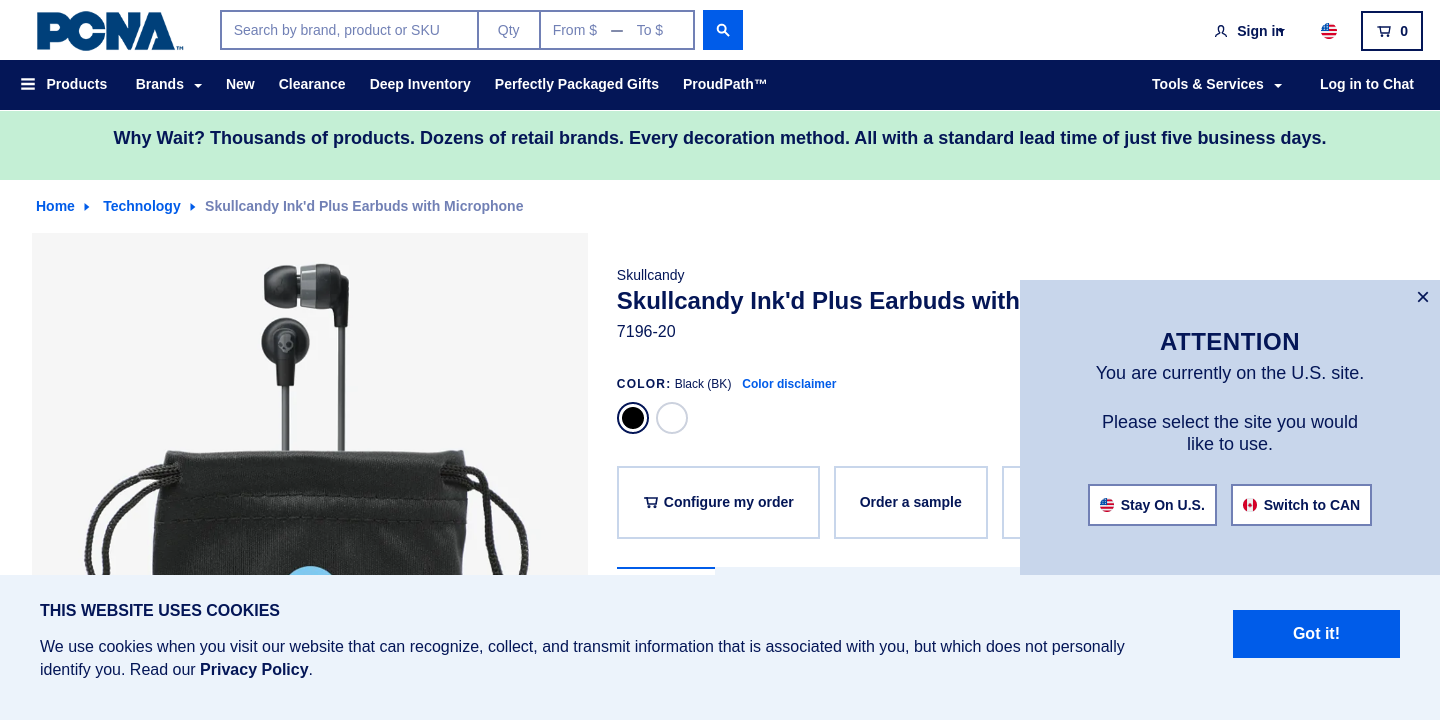 PCNA™
Search by brand, product or SKU
Qty
From $ — To $
Sign in
0
Products
Brands
New
Clearance
Deep Inventory
Perfectly Packaged Gifts
ProudPath™
Tools & Services
Log in to Chat
Why Wait? Thousands of products. Dozens of retail brands. Every decoration method. All with a standard lead time of just five business days.
Home
Technology
Skullcandy Ink'd Plus Earbuds with Microphone
Skullcandy
Skullcandy Ink'd Plus Earbuds with
7196-20
COLOR: Black (BK) Color disclaimer
Configure my order
Order a sample
×
ATTENTION
You are currently on the U.S. site.
Please select the site you would
like to use.
Stay On U.S.
Switch to CAN
THIS WEBSITE USES COOKIES
We use cookies when you visit our website that can recognize, collect, and transmit information that is associated with you, but which does not personally
identify you. Read our Privacy Policy.
Got it!